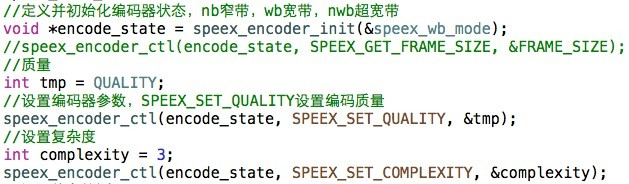 //定义并初始化编码器状态，nb窄带，wb宽带，nwb超宽带
void *encode_state = speex_encoder_init(&speex_wb_mode);
//speex_encoder_ctl(encode_state, SPEEX_GET_FRAME_SIZE, &FRAME_SIZE);
//质量
int tmp = QUALITY;
//设置编码器参数，SPEEX_SET_QUALITY设置编码质量
speex_encoder_ctl(encode_state, SPEEX_SET_QUALITY, &tmp);
//设置复杂度
int complexity = 3;
speex_encoder_ctl(encode_state, SPEEX_SET_COMPLEXITY, &complexity);